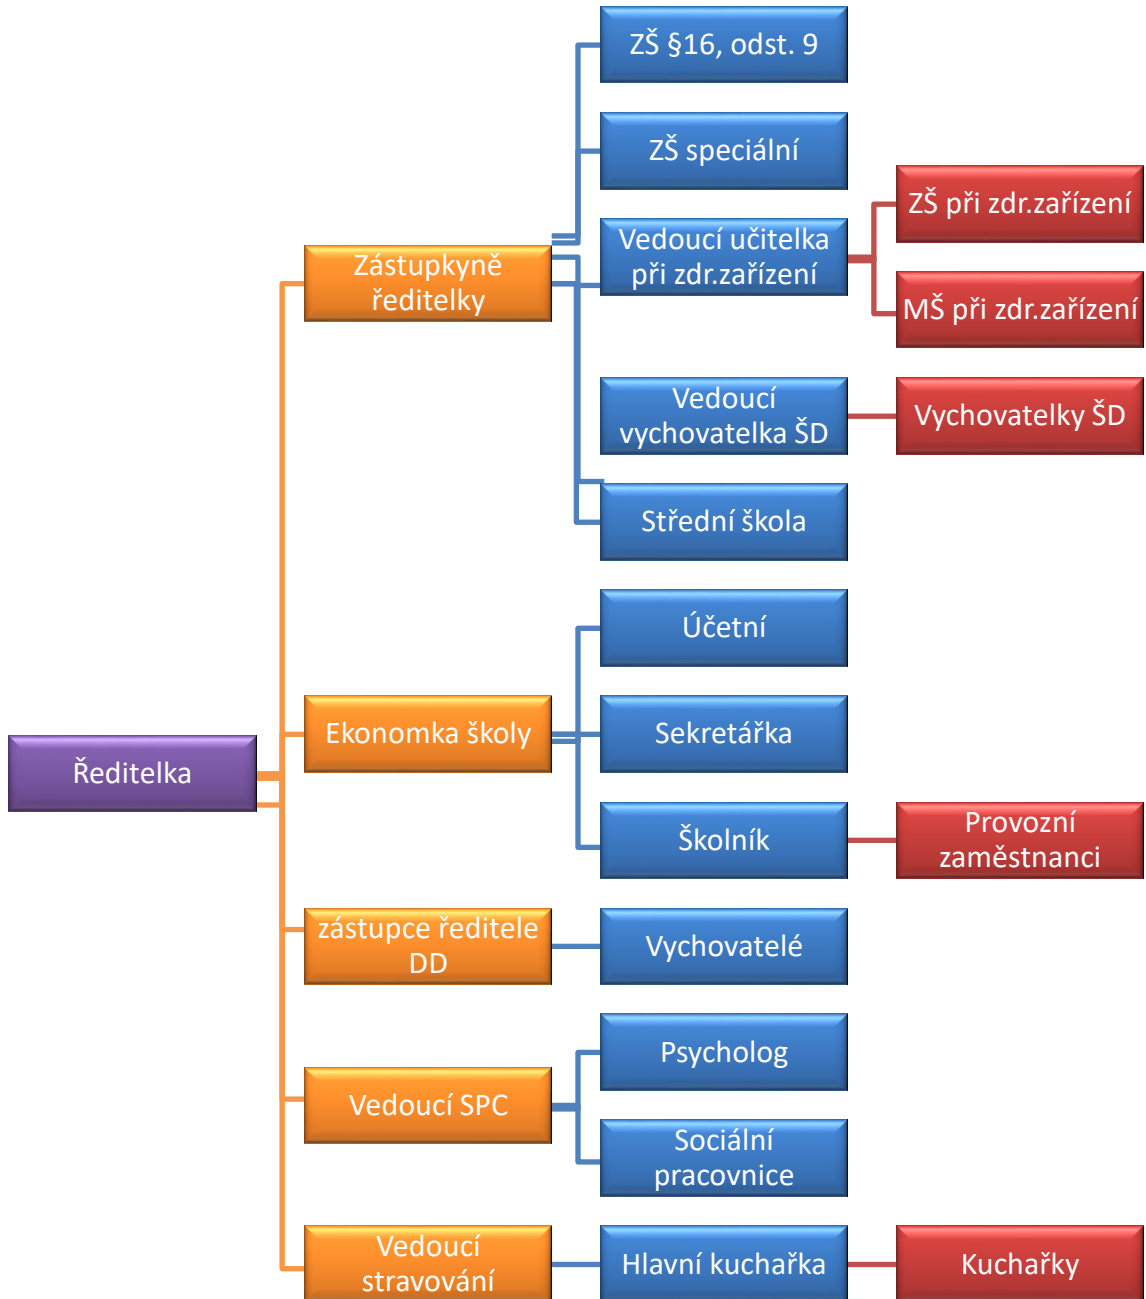 ZŠ §16, odst. 9
ZŠ speciální
ZŠ při zdr.zařízení
Vedoucí učitelka
při zdr.zařízení
Zástupkyně
ředitelky
MŠ při zdr.zařízení
Vedoucí
vychovatelka ŠD
Vychovatelky ŠD
Střední škola
Účetní
Ekonomka školy
Sekretářka
Ředitelka
Školník
Provozní
zaměstnanci
zástupce ředitele
DD
Vychovatelé
Psycholog
Vedoucí SPC
Sociální
pracovnice
Vedoucí
stravování
Hlavní kuchařka
Kuchařky